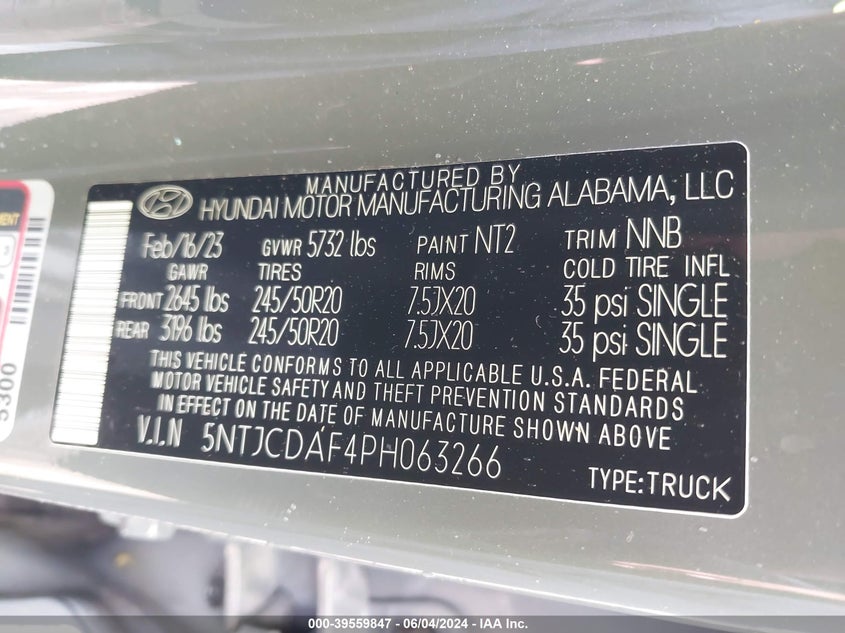 MANUFACTURED BY
HYUNDAI MOTOR MANUFACTURING ALABAMA, LLC
Feb/16/23 GVWR 5732 lbs PAINT NT2 TRIM NNB
GAWR TIRES RIMS COLD TIRE INFL
FRONT 2645 lbs 245/50R20 7.5JX20 35 psi SINGLE
REAR 3196 lbs 245/50R20 7.5JX20 35 psi SINGLE
THIS VEHICLE CONFORMS TO ALL APPLICABLE U.S.A. FEDERAL
MOTOR VEHICLE SAFETY AND THEFT PREVENTION STANDARDS
IN EFFECT ON THE DATE OF MANUFACTURE SHOWN ABOVE
V.I.N 5NTJCDAF4PH063266
TYPE:TRUCK
5300
000-39559847 - 06/04/2024 - IAA Inc.